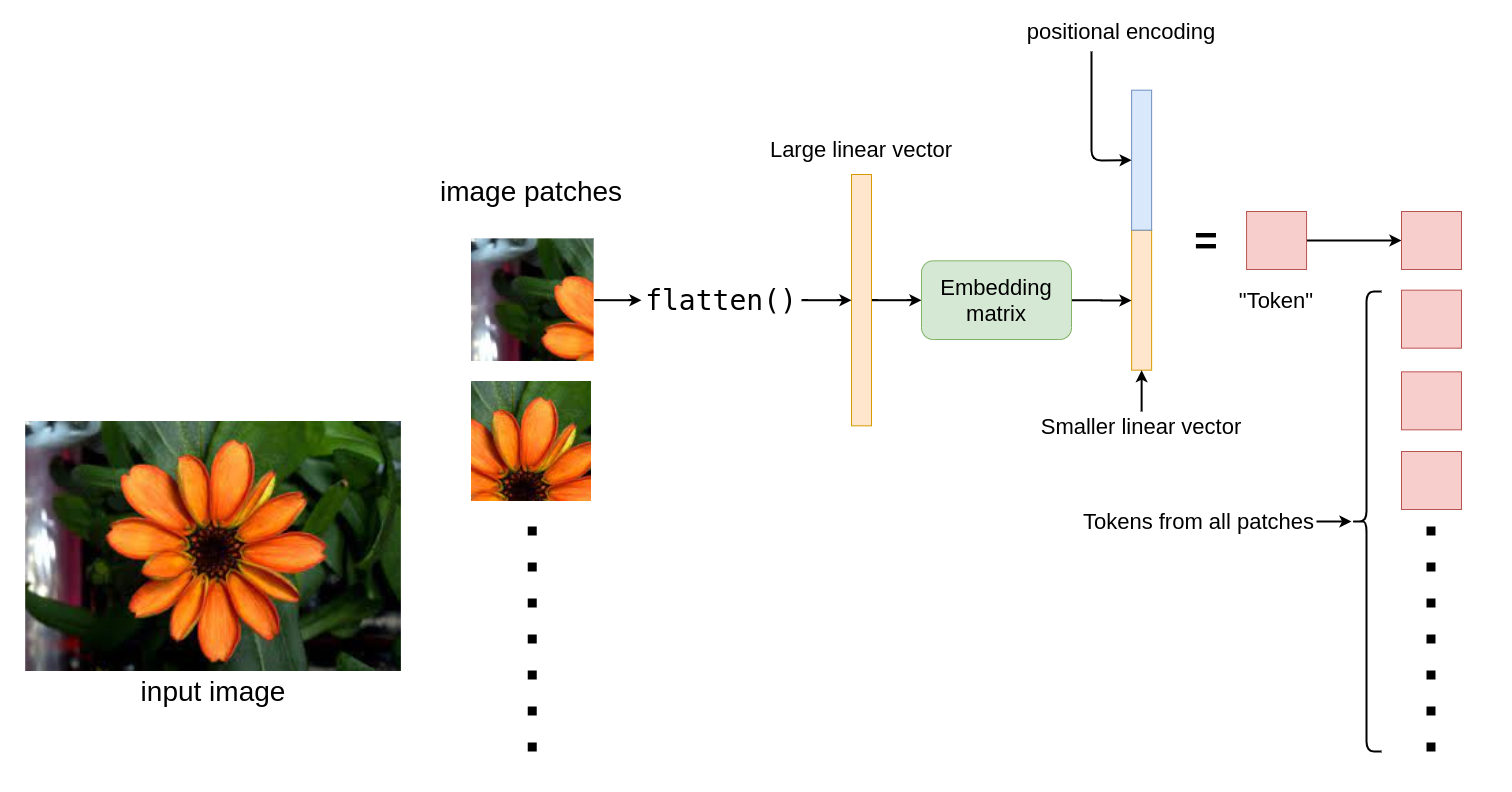 positional encoding
Large linear vector
image patches
flatten()
Embedding
matrix
=
"Token"
Smaller linear vector
Tokens from all patches
input image